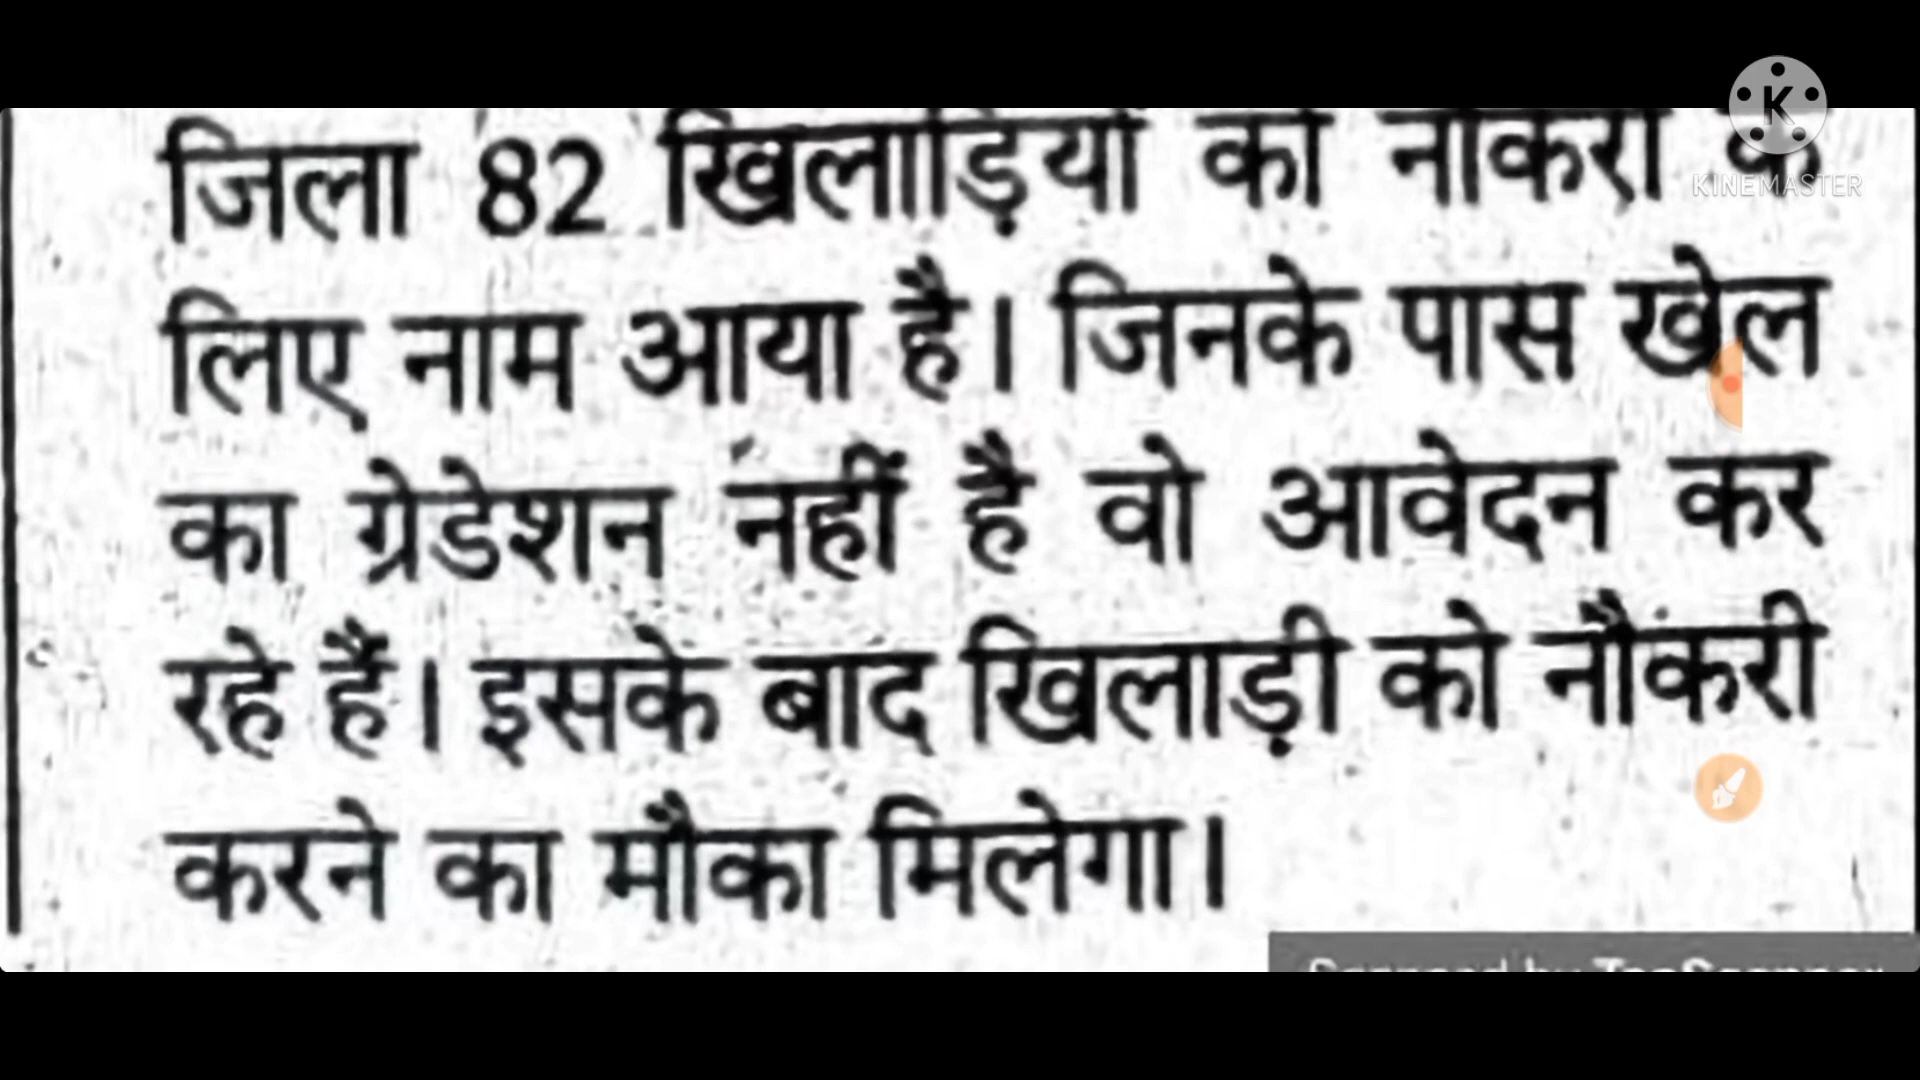 जिला 82 खिलाड़ियों को नौकरी के
KINEMASTER
लिए नाम आया है। जिनके पास खेल
का ग्रेडेशन नहीं है वो आवेदन कर
रहे हैं। इसके बाद खिलाड़ी को नौकरी
करने का मौका मिलेगा।